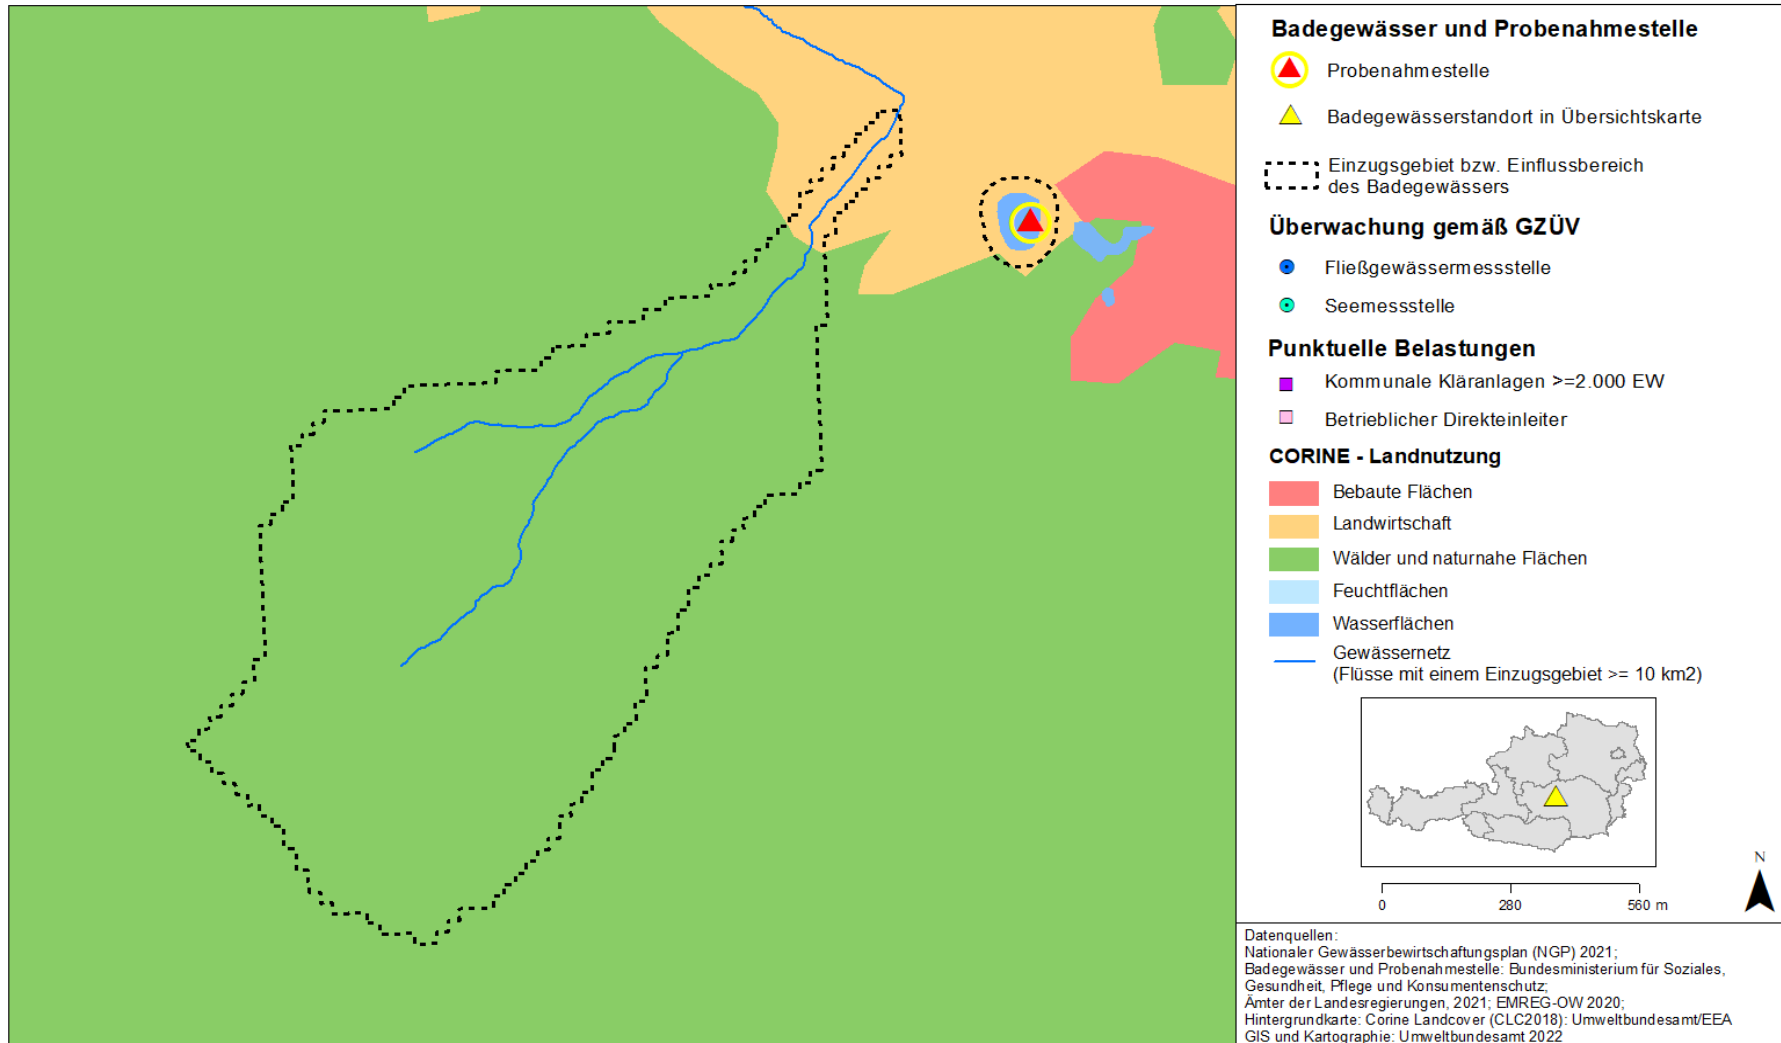 Badegewässer und Probenahmestelle
Probenahmestelle
Badegewässerstandort in Übersichtskarte
Einzugsgebiet bzw. Einflussbereich
des Badegewässers
Überwachung gemäß GZÜV
Fließgewässermessstelle
Seemessstelle
Punktuelle Belastungen
Kommunale Kläranlagen >=2.000 EW
Betrieblicher Direkteinleiter
CORINE - Landnutzung
Bebaute Flächen
Landwirtschaft
Wälder und naturnahe Flächen
Feuchtflächen
Wasserflächen
Gewässernetz
(Flüsse mit einem Einzugsgebiet >= 10 km2)
N
0 280 560 m
Datenquellen:
Nationaler Gewässerbewirtschaftungsplan (NGP) 2021;
Badegewässer und Probenahmestelle: Bundesministerium für Soziales,
Gesundheit, Pflege und Konsumentenschutz;
Ämter der Landesregierungen, 2021; EMREG-OW 2020;
Hintergrundkarte: Corine Landcover (CLC2018): Umweltbundesamt/EEA
GIS und Kartographie: Umweltbundesamt 2022